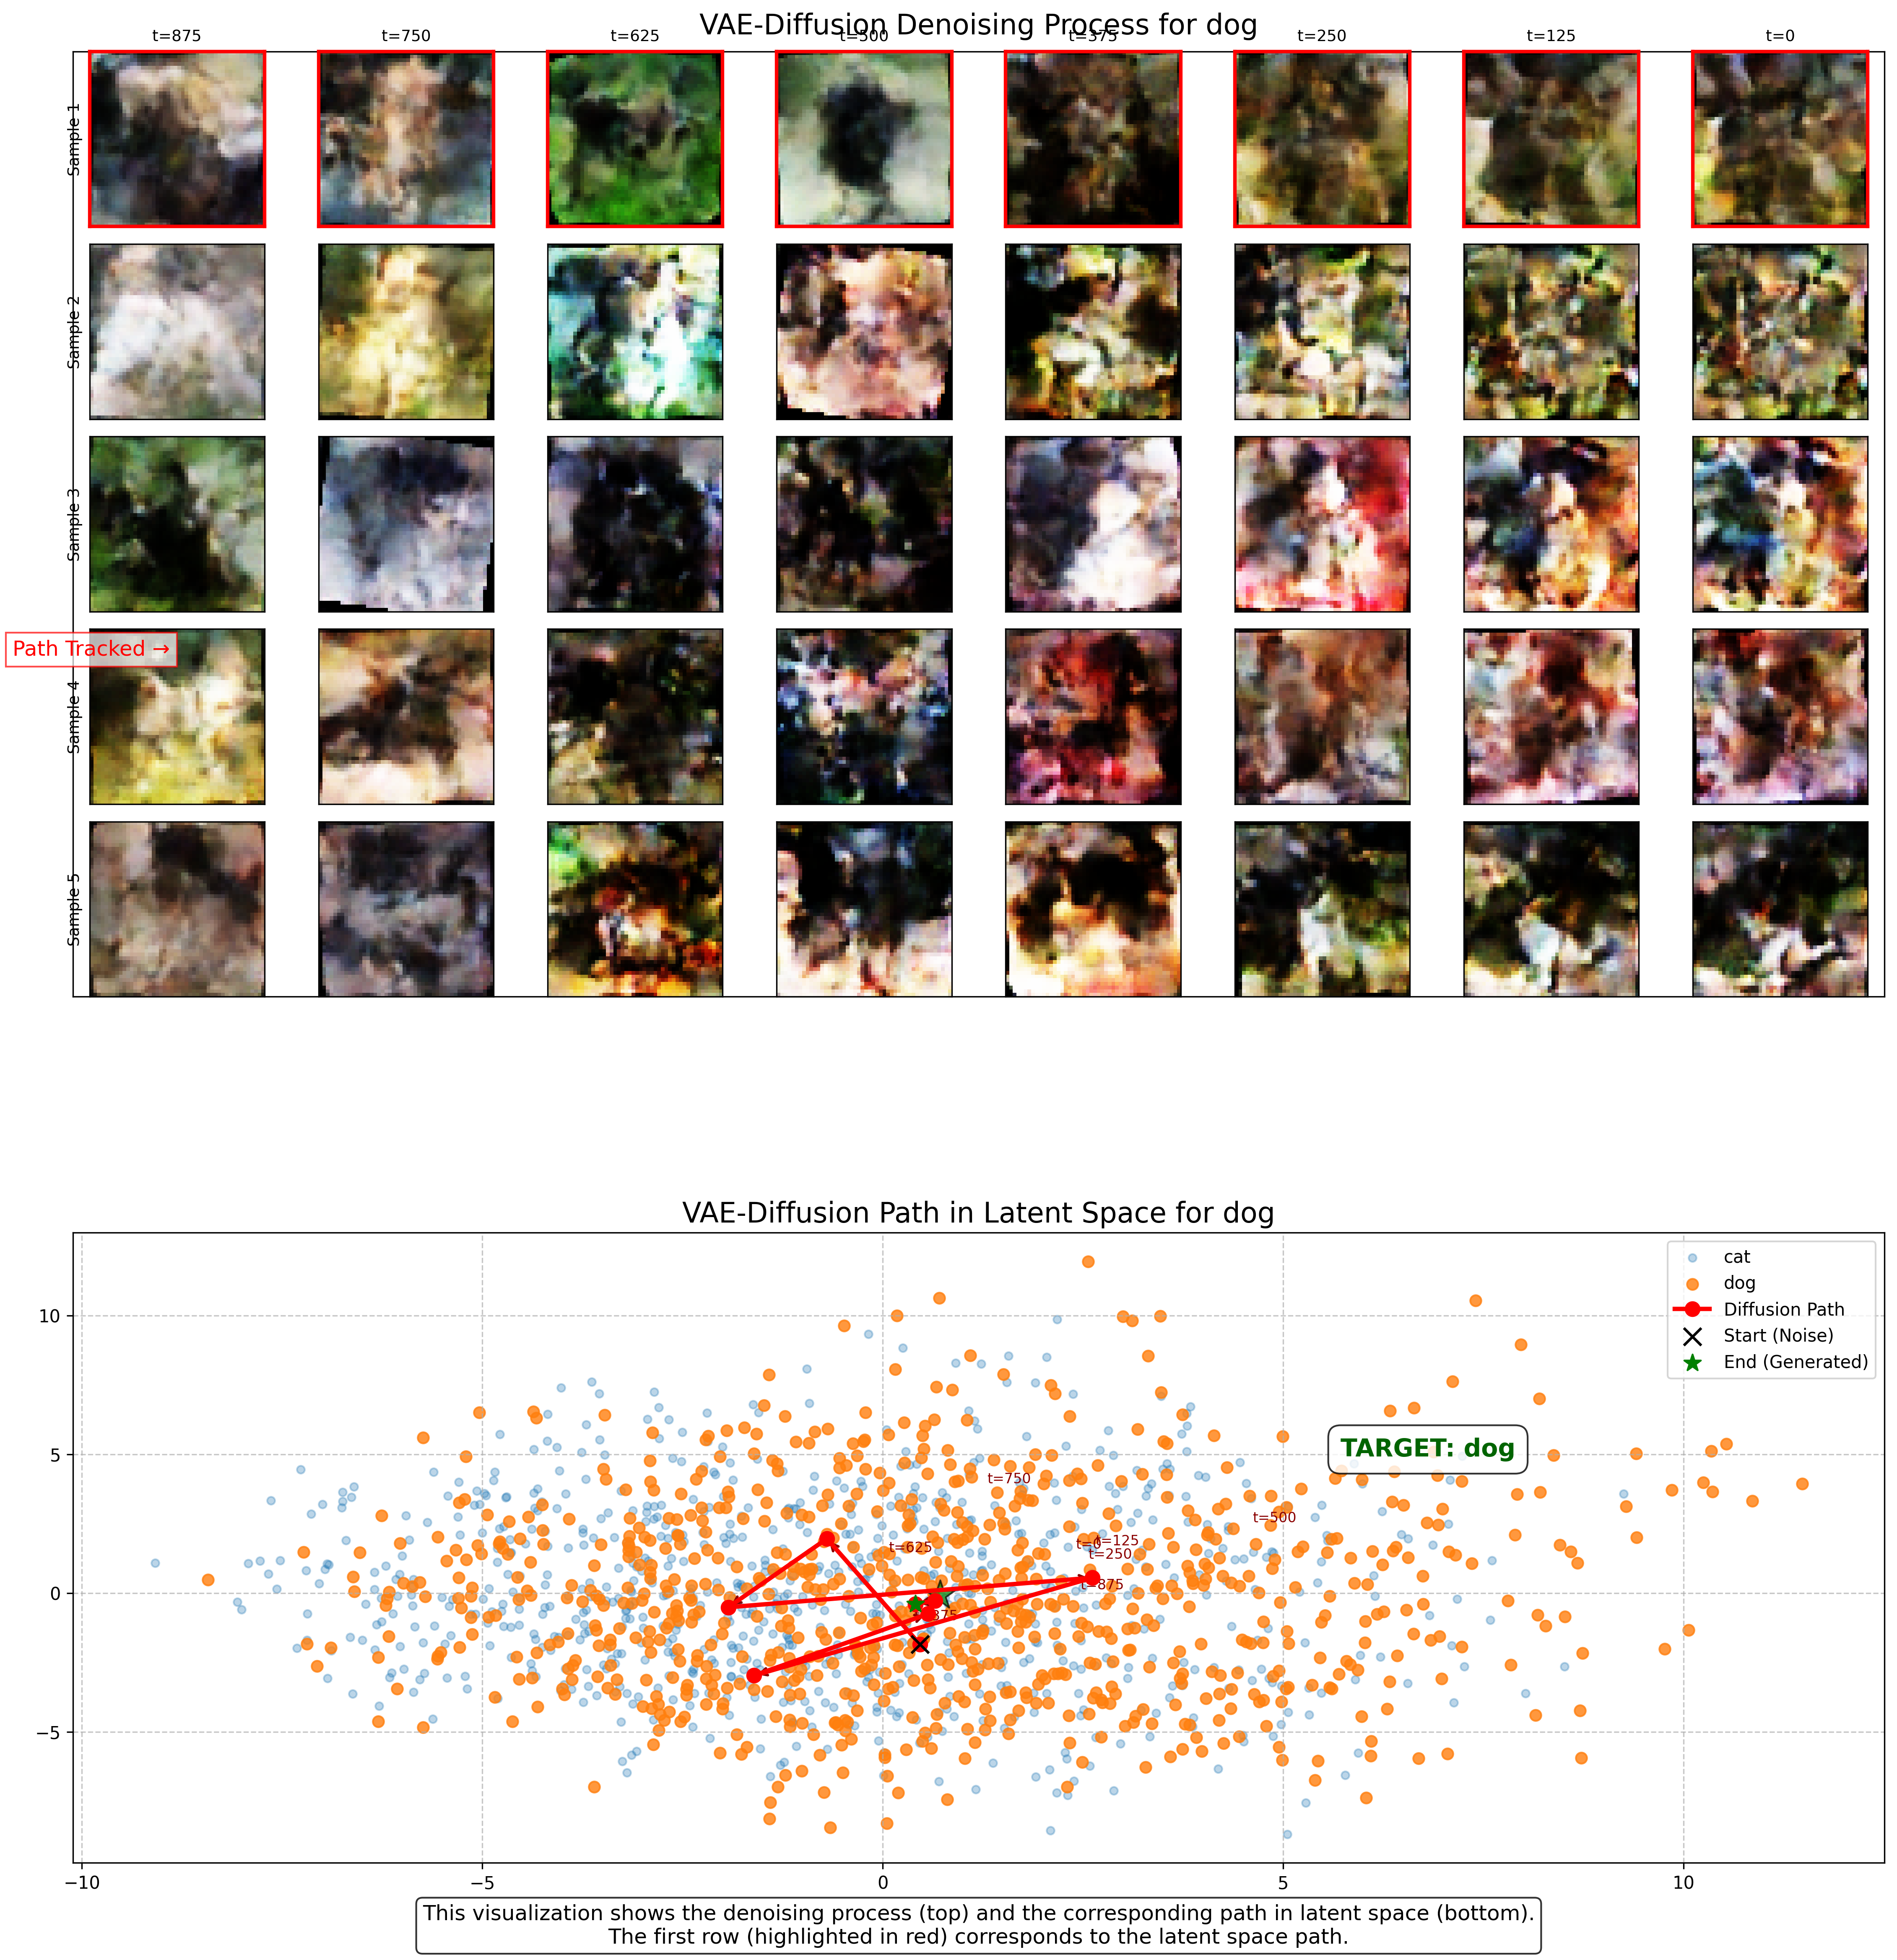 VAE-Diffusion Denoising Process for dog
t=875
t=750
t=625
t=500
t=375
t=250
t=125
t=0
Sample 1
Sample 2
Sample 3
Path Tracked →
Sample 4
Sample 5
VAE-Diffusion Path in Latent Space for dog
cat
dog
Diffusion Path
Start (Noise)
End (Generated)
TARGET: dog
t=750
t=500
t=625
t=0
t=125
t=250
t=875
10
5
0
−5
−10
−5
0
5
10
This visualization shows the denoising process (top) and the corresponding path in latent space (bottom).
The first row (highlighted in red) corresponds to the latent space path.